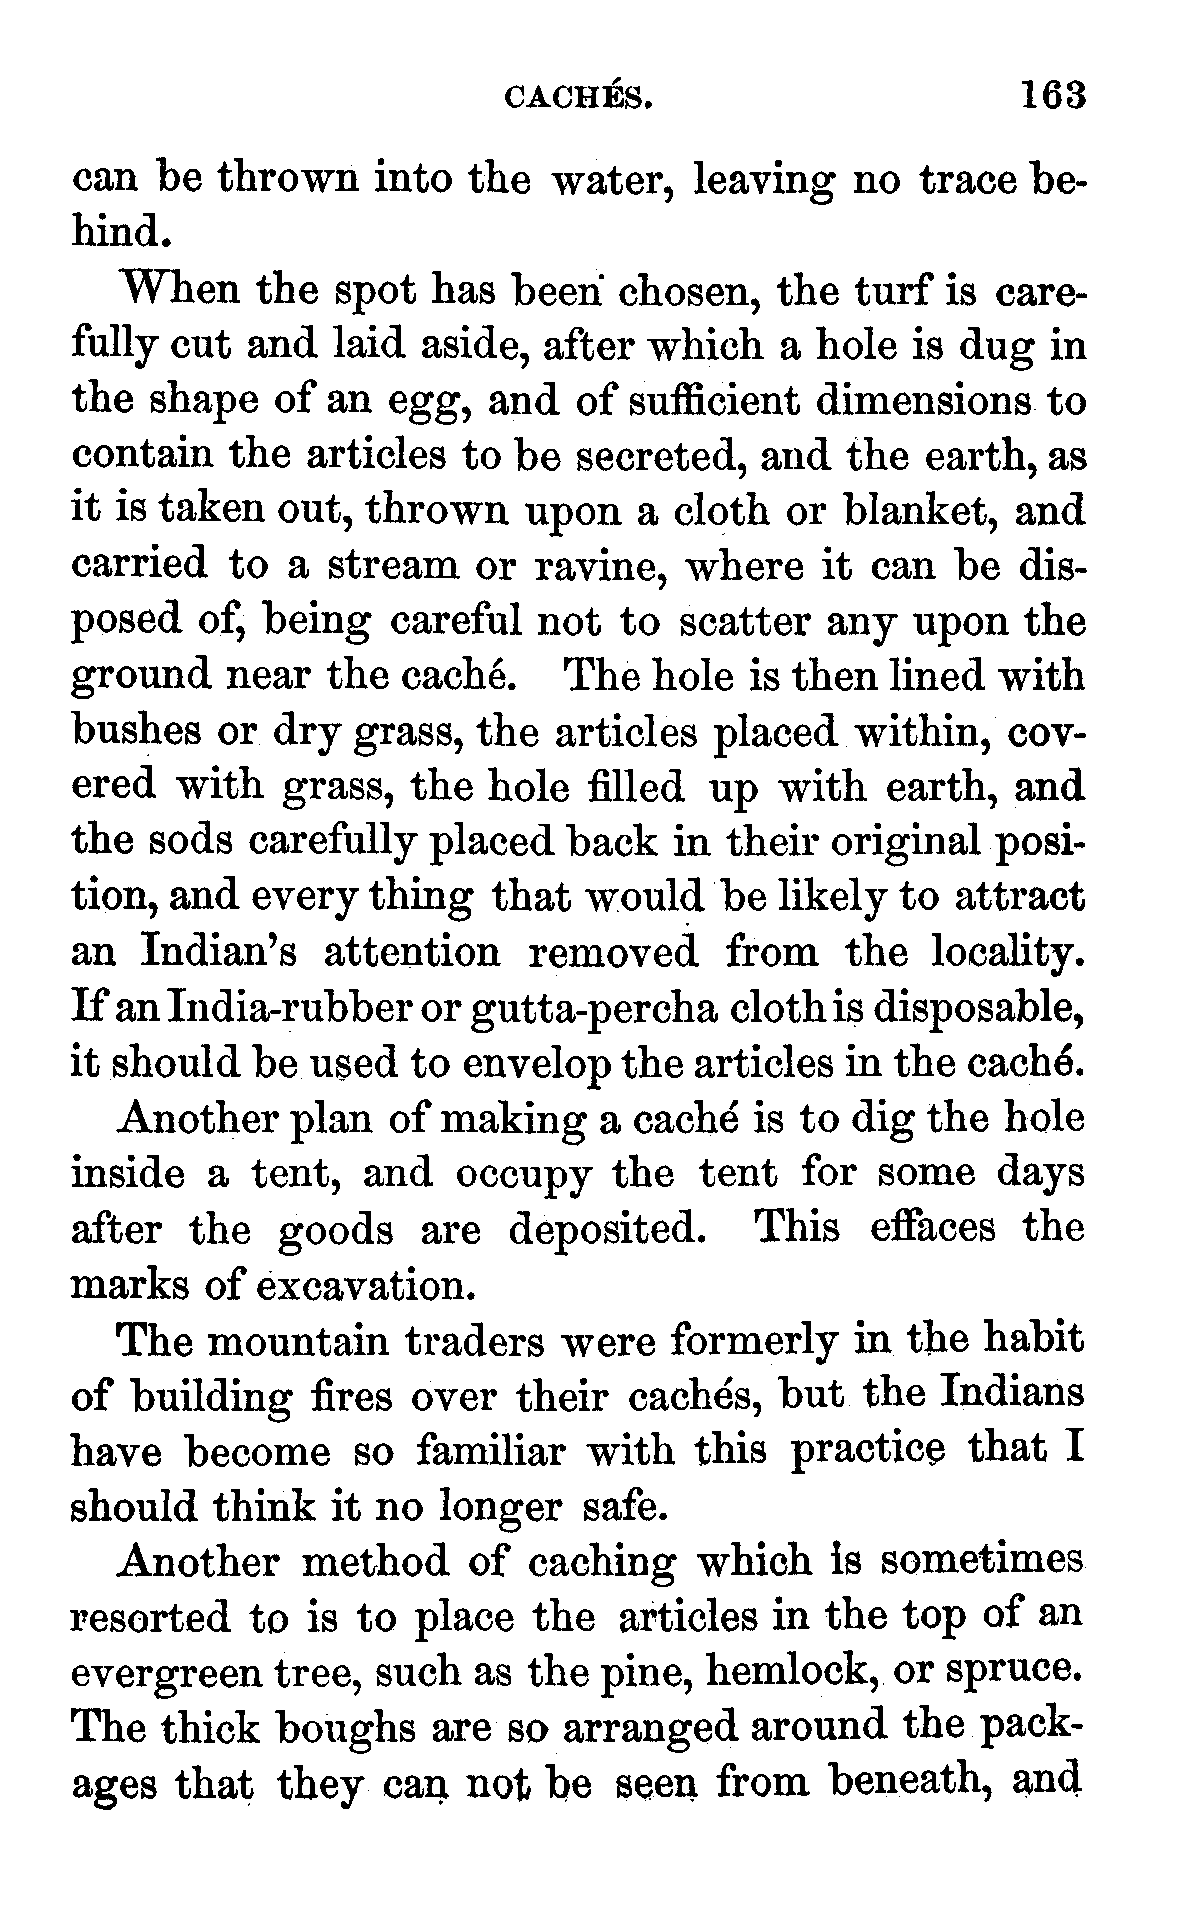 CACHÉS. 163
can be thrown into the water, leaving no trace be-
hind.
When the spot has been chosen, the turf is care-
fully cut and laid aside, after which a hole is dug in
the shape of an egg, and of sufficient dimensions to
contain the articles to be secreted, and the earth, as
it is taken out, thrown upon a cloth or blanket, and
carried to a stream or ravine, where it can be dis-
posed of, being careful not to scatter any upon the
ground near the caché. The hole is then lined with
bushes or dry grass, the articles placed within, cov-
ered with grass, the hole filled up with earth, and
the sods carefully placed back in their original posi-
tion, and every thing that would be likely to attract
an Indian's attention removed from the locality.
If an India-rubber or gutta-percha cloth is disposable,
it should be used to envelop the articles in the caché.
Another plan of making a caché is to dig the hole
inside a tent, and occupy the tent for some days
after the goods are deposited. This effaces the
marks of excavation.
The mountain traders were formerly in the habit
of building fires over their cachés, but the Indians
have become so familiar with this practice that I
should think it no longer safe.
Another method of caching which is sometimes
resorted to is to place the articles in the top of an
evergreen tree, such as the pine, hemlock, or spruce.
The thick boughs are so arranged around the pack-
ages that they can not be seen from beneath, and